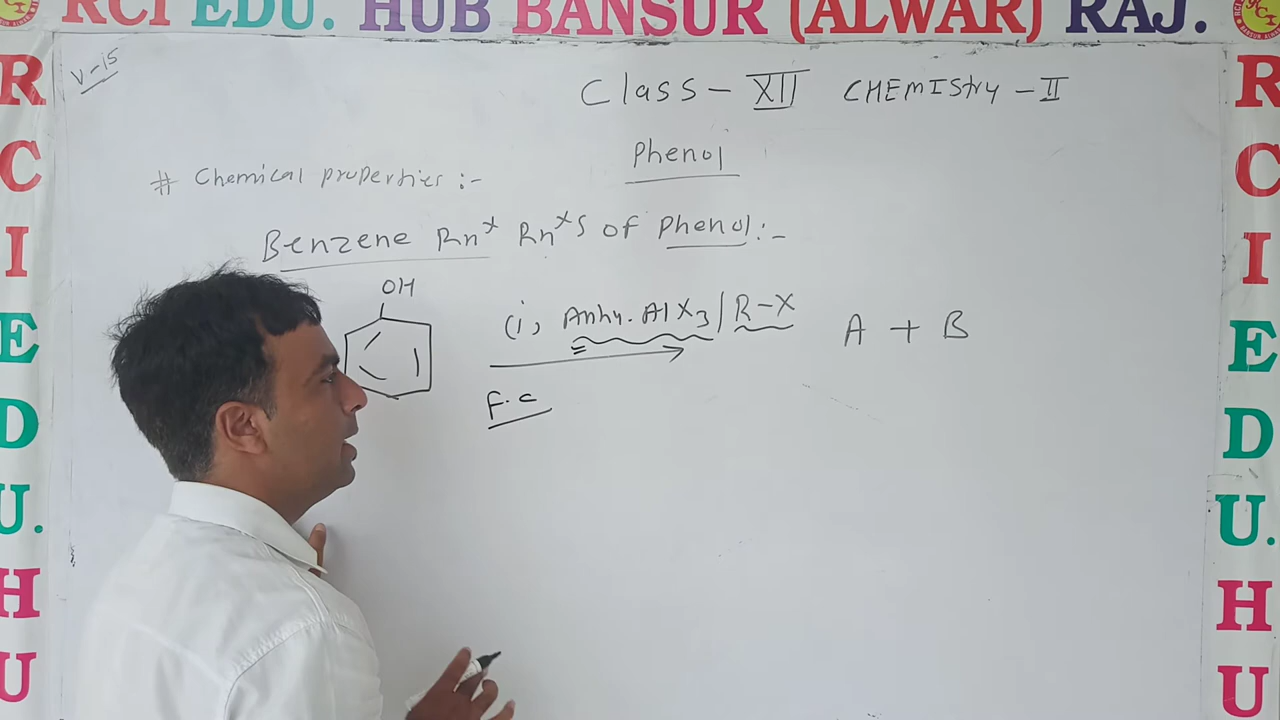 RCI EDU. HUB BANSUR (ALWAR) RAJ.
V-15
Class - XII CHEMIStry - II
Phenol
# Chemical properties :-
Benzene Rnˣ Rnˣs of Phenol :-
OH
(i) Anhy. AlX₃ / R-X
A + B
F.C
R
C
I
E
D
U.
H
U
R
C
I
E
D
U.
H
U